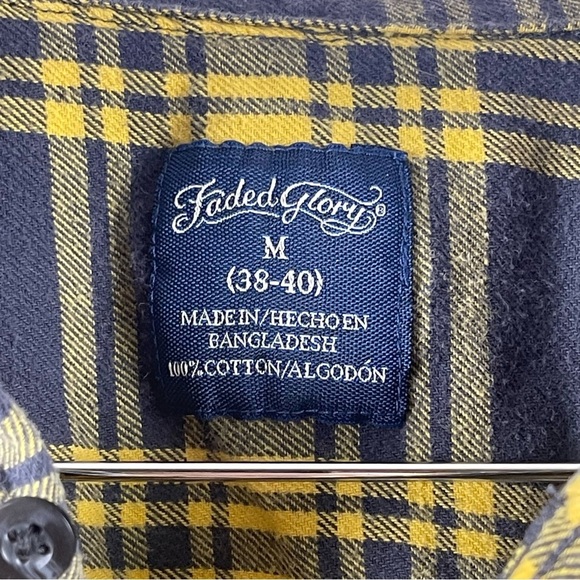 Faded Glory®
M
(38-40)
MADE IN/HECHO EN
BANGLADESH
100% COTTON/ALGODÓN